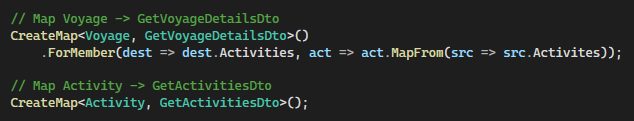 // Map Voyage -> GetVoyageDetailsDto
CreateMap<Voyage, GetVoyageDetailsDto>()
    .ForMember(dest => dest.Activities, act => act.MapFrom(src => src.Activites));

// Map Activity -> GetActivitiesDto
CreateMap<Activity, GetActivitiesDto>();